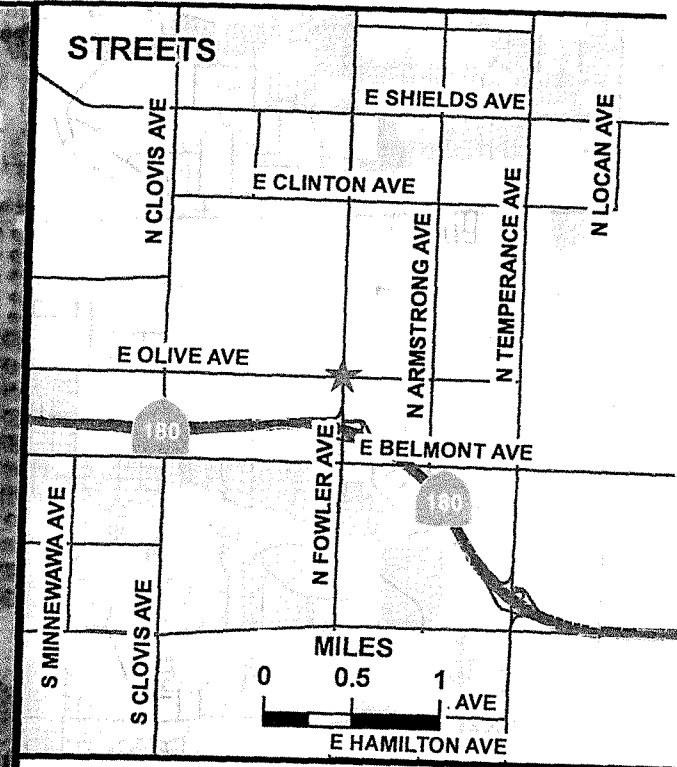 STREETS
E SHIELDS AVE
N CLOVIS AVE
N LOCAN AVE
E CLINTON AVE
N TEMPERANCE AVE
N ARMSTRONG AVE
E OLIVE AVE
180
E BELMONT AVE
N FOWLER AVE
180
S MINNEWAWA AVE
S CLOVIS AVE
MILES
0 0.5 1
AVE
E HAMILTON AVE